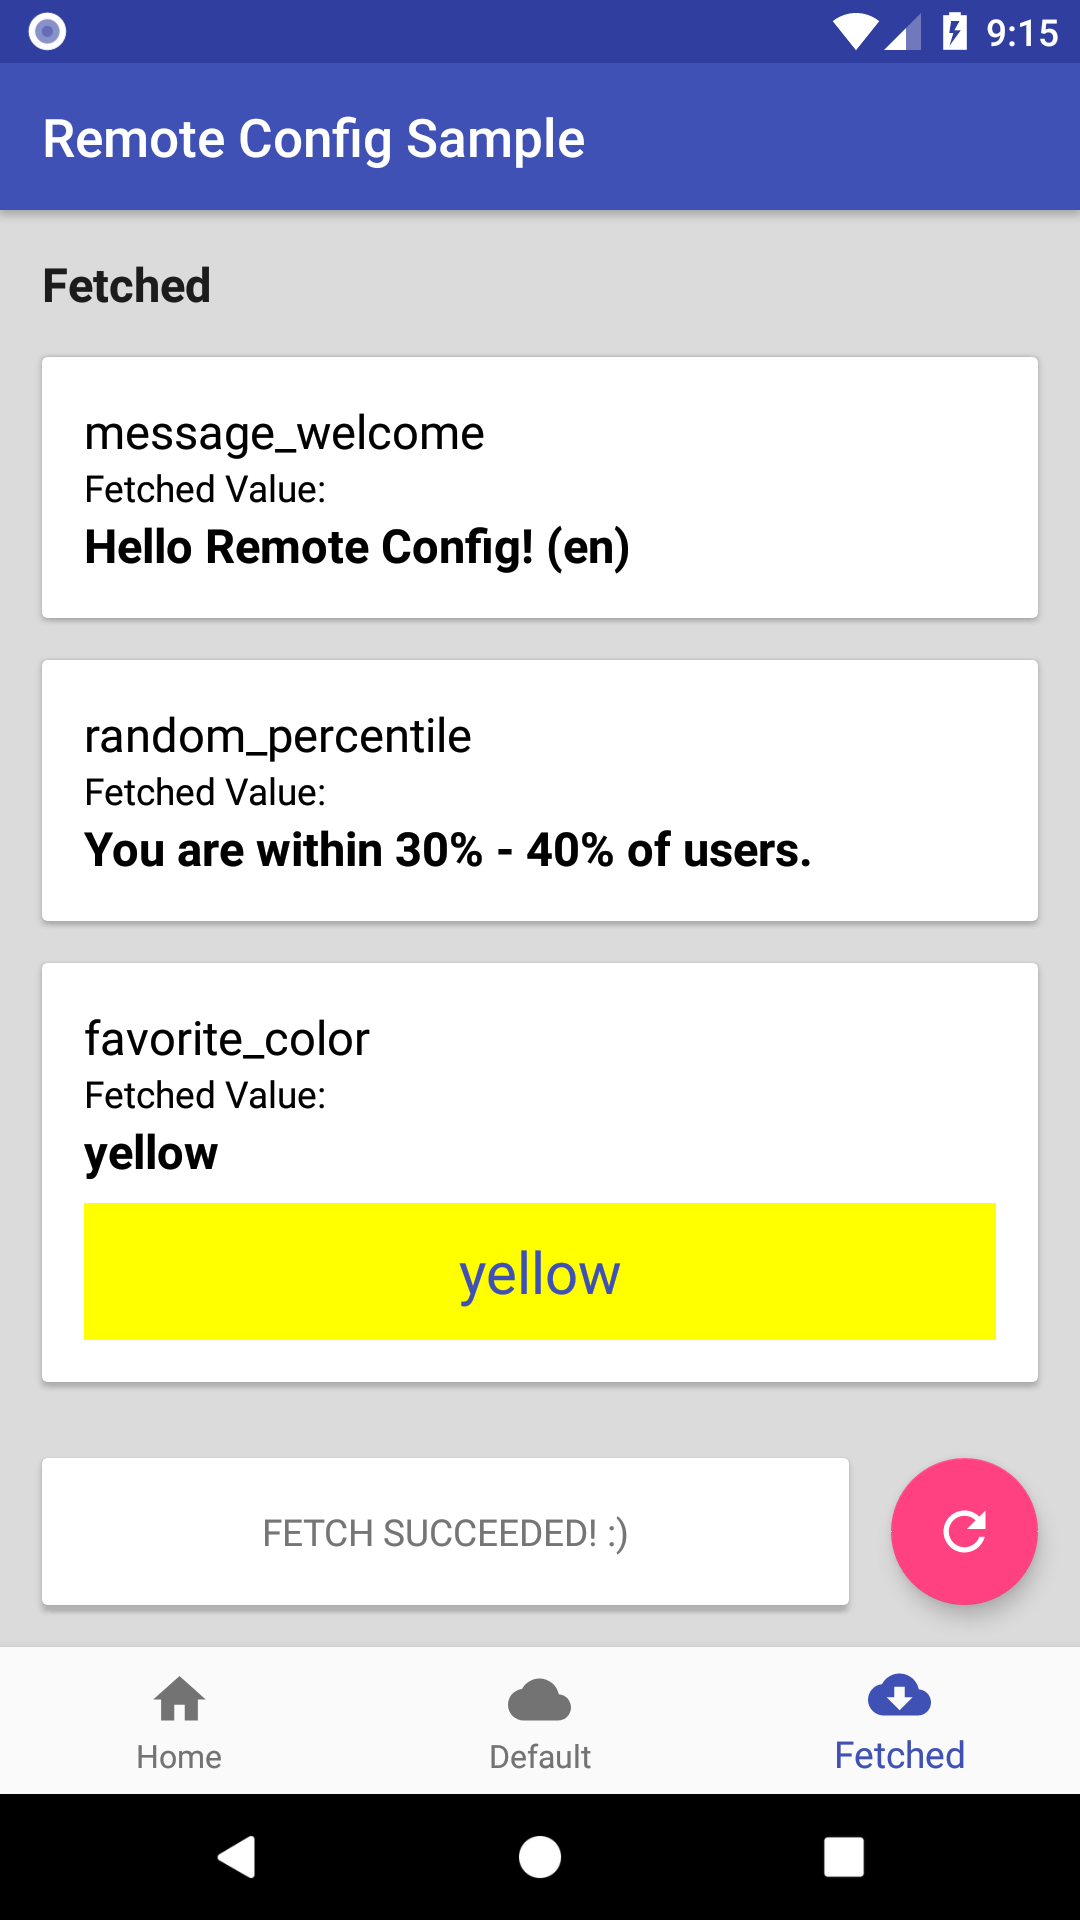 9:15
Remote Config Sample
Fetched
message_welcome
Fetched Value:
Hello Remote Config! (en)
random_percentile
Fetched Value:
You are within 30% - 40% of users.
favorite_color
Fetched Value:
yellow
yellow
FETCH SUCCEEDED! :)
Home
Default
Fetched